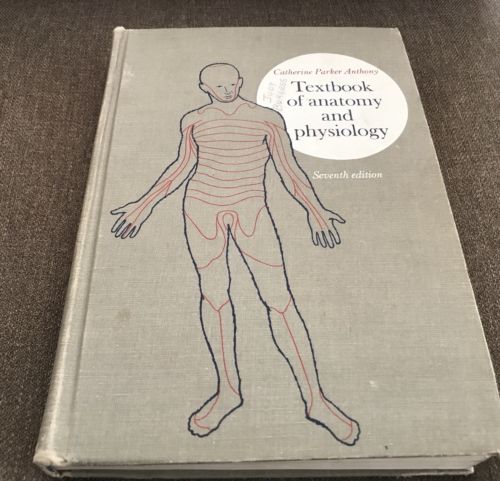 Catherine Parker Anthony
Textbook
of anatomy
and
physiology
Seventh edition